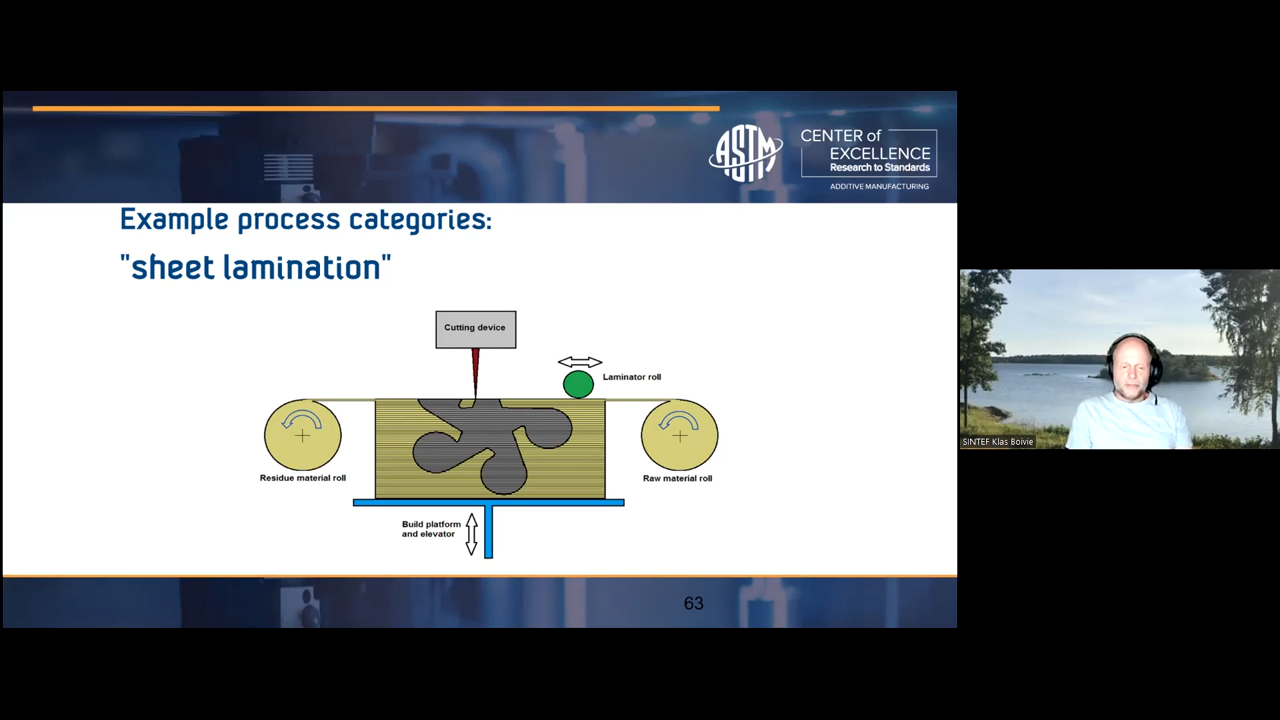 ASTM
CENTER of
EXCELLENCE
Research to Standards
ADDITIVE MANUFACTURING
Example process categories:
"sheet lamination"
Cutting device
Laminator roll
Residue material roll
Raw material roll
Build platform
and elevator
63
SINTEF Klas Boivie